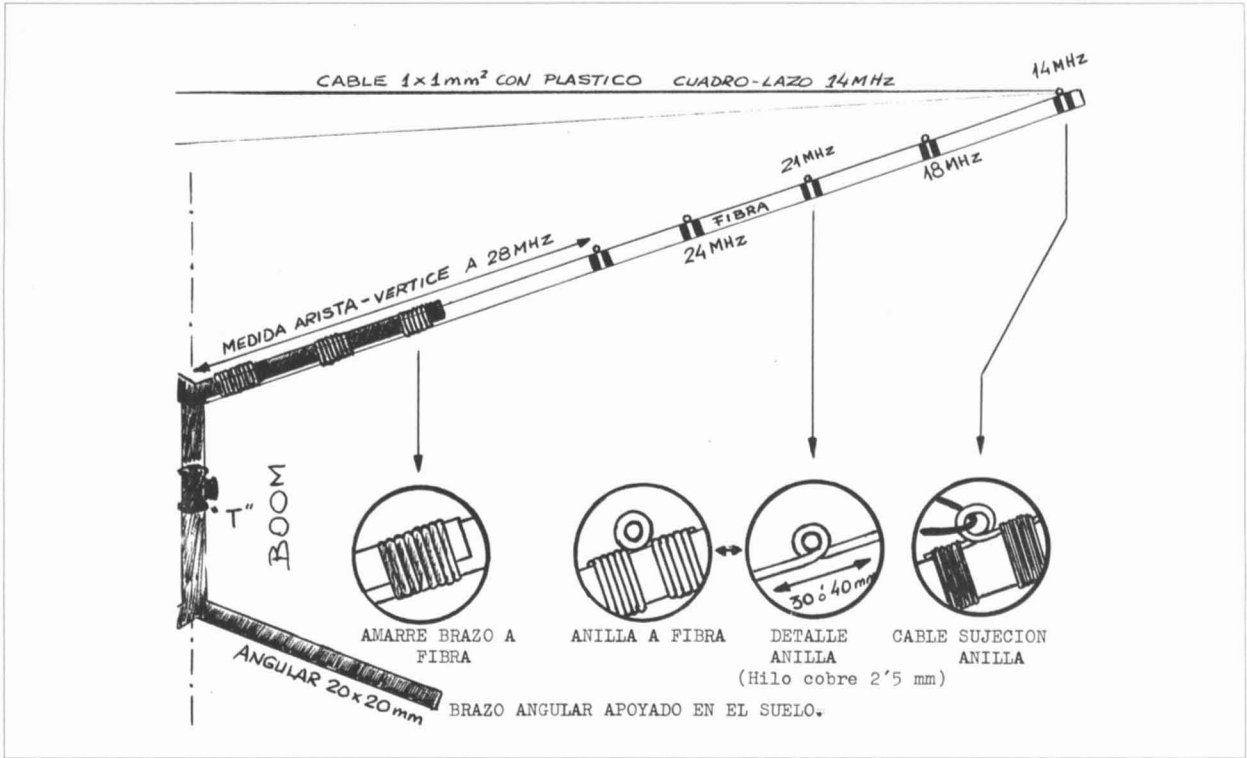 CABLE 1x1mm² CON PLASTICO CUADRO-LAZO 14MHz
14MHz
21MHz
18MHz
FIBRA
24MHz
MEDIDA ARISTA-VERTICE A 28MHz
"T"
BOOM
30 ó 40mm
AMARRE BRAZO A
FIBRA
ANILLA A FIBRA
DETALLE
ANILLA
(Hilo cobre 2'5 mm)
CABLE SUJECION
ANILLA
ANGULAR 20x20mm
BRAZO ANGULAR APOYADO EN EL SUELO.